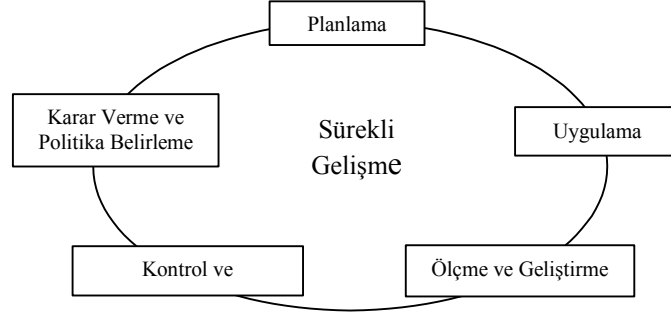 Planlama
Karar Verme ve
Politika Belirleme
Sürekli
Gelişme
Uygulama
Kontrol ve
Ölçme ve Geliştirme